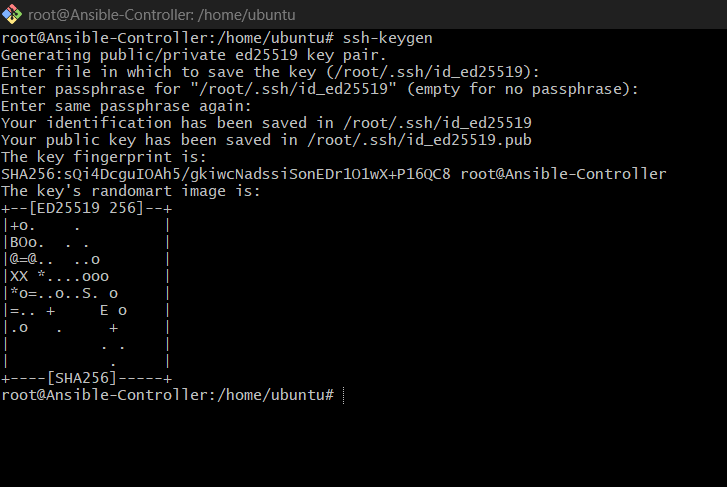 root@Ansible-Controller: /home/ubuntu
root@Ansible-Controller:/home/ubuntu# ssh-keygen
Generating public/private ed25519 key pair.
Enter file in which to save the key (/root/.ssh/id_ed25519):
Enter passphrase for "/root/.ssh/id_ed25519" (empty for no passphrase):
Enter same passphrase again:
Your identification has been saved in /root/.ssh/id_ed25519
Your public key has been saved in /root/.ssh/id_ed25519.pub
The key fingerprint is:
SHA256:sQi4DcguIOAh5/gkiwcNadssiSonEDr1O1wX+P16QC8 root@Ansible-Controller
The key's randomart image is:
+--[ED25519 256]--+
|+o.    .         |
|BOo.  . .        |
|@=@..  ..o       |
|XX *....ooo      |
|*o=..o..S. o     |
|=.. +     E o    |
|.o   .     +     |
|          . .    |
|           .     |
+----[SHA256]-----+
root@Ansible-Controller:/home/ubuntu#